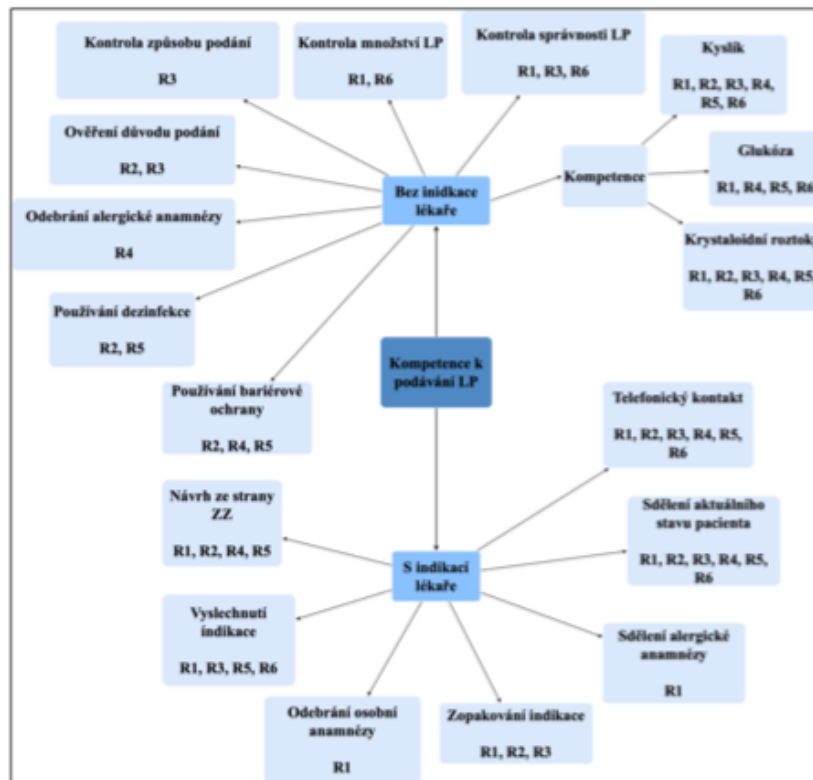 Kontrola způsobu podání
R3
Kontrola množství LP
R1, R6
Kontrola správnosti LP
R1, R3, R6
Kyslík
R1, R2, R3, R4,
R5, R6
Ověření důvodu podání
R2, R3
Bez inidkace
lékaře
Kompetence
Glukóza
R1, R4, R5, R6
Odebrání alergické anamnézy
R4
Krystaloidní roztoky
R1, R2, R3, R4, R5,
R6
Používání dezinfekce
R2, R5
Kompetence k
podávání LP
Používání bariérové
ochrany
R2, R4, R5
Telefonický kontakt
R1, R2, R3, R4, R5,
R6
Návrh ze strany
ZZ
R1, R2, R4, R5
S indikací
lékaře
Sdělení aktuálního
stavu pacienta
R1, R2, R3, R4, R5,
R6
Vyslechnutí
indikace
R1, R3, R5, R6
Sdělení alergické
anamnézy
R1
Odebrání osobní
anamnézy
R1
Zopakování indikace
R1, R2, R3